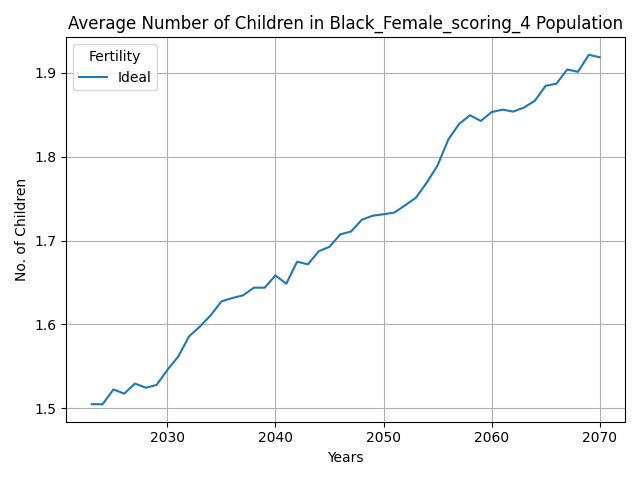 Average Number of Children in Black_Female_scoring_4 Population
Fertility
Ideal
No. of Children
1.9
1.8
1.7
1.6
1.5
2030 2040 2050 2060 2070
Years